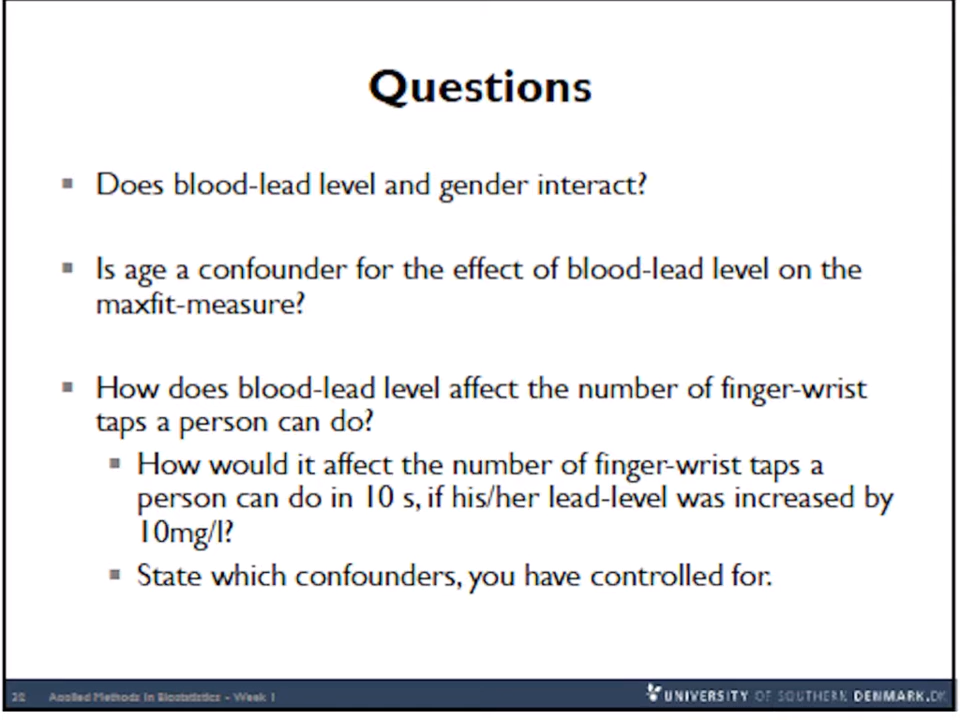 Questions
▪ Does blood-lead level and gender interact?
▪ Is age a confounder for the effect of blood-lead level on the
maxfit-measure?
▪ How does blood-lead level affect the number of finger-wrist
taps a person can do?
▪ How would it affect the number of finger-wrist taps a
person can do in 10 s, if his/her lead-level was increased by
10mg/l?
▪ State which confounders, you have controlled for.
Applied Methods in Biostatistics - Week 1
UNIVERSITY OF SOUTHERN DENMARK.DK